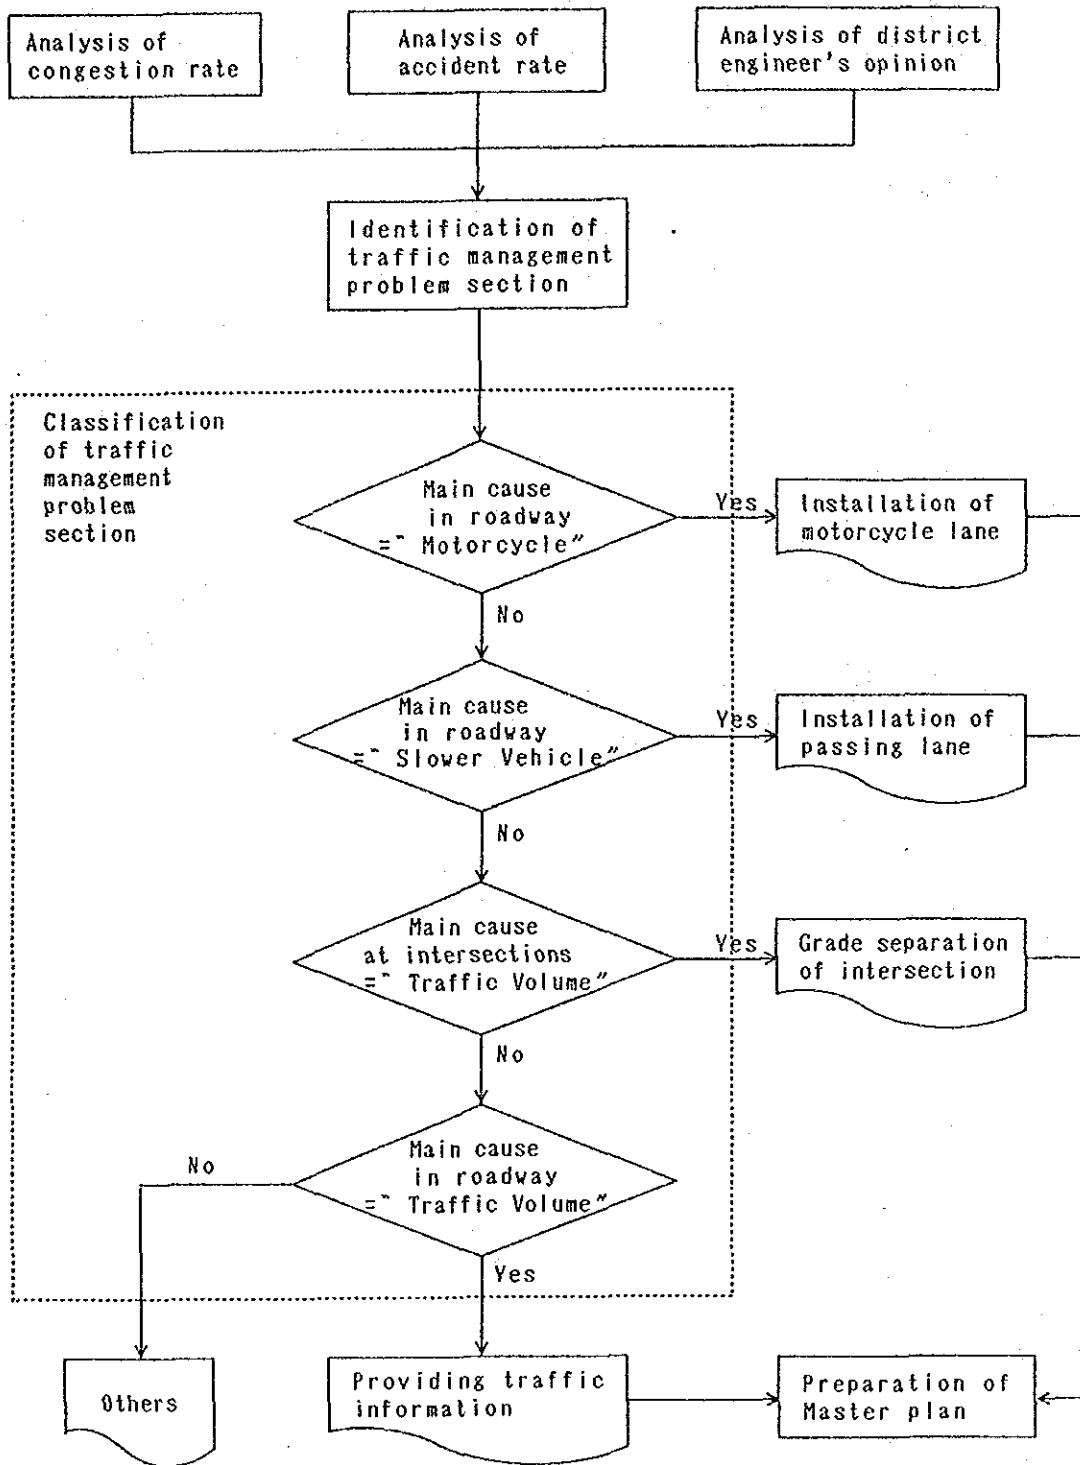 Analysis of
congestion rate
Analysis of
accident rate
Analysis of district
engineer's opinion
Identification of
traffic management
problem section
Classification
of traffic
management
problem
section
Main cause
in roadway
=" Motorcycle"
Yes
Installation of
motorcycle lane
No
Main cause
in roadway
=" Slower Vehicle"
Yes
Installation of
passing lane
No
Main cause
at intersections
=" Traffic Volume"
Yes
Grade separation
of intersection
No
Main cause
in roadway
=" Traffic Volume"
No
Yes
Others
Providing traffic
information
Preparation of
Master plan